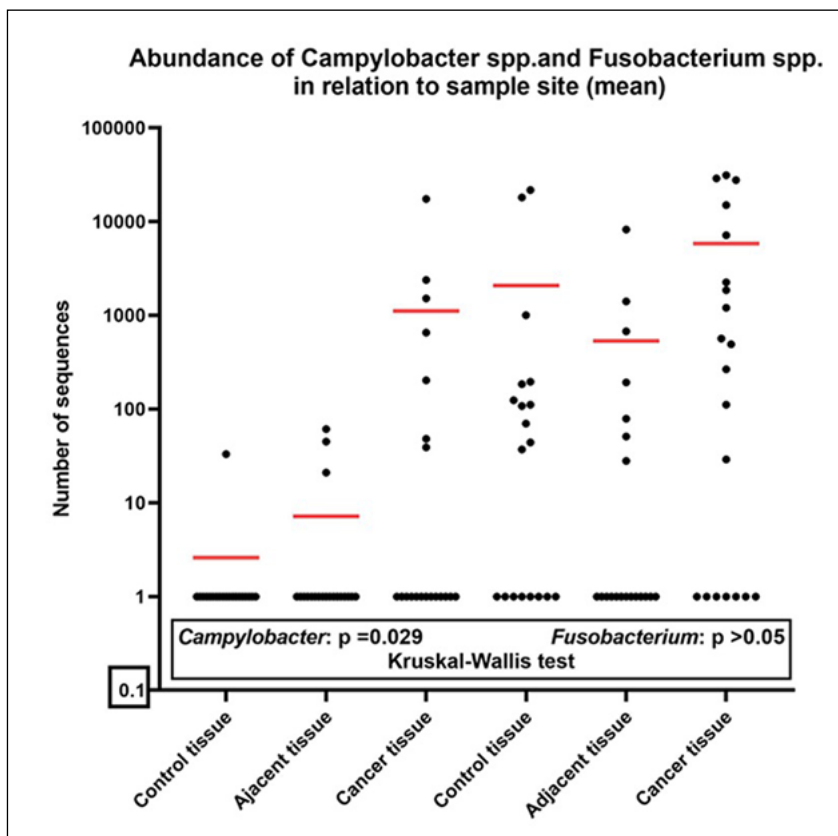 Abundance of Campylobacter spp.and Fusobacterium spp.
in relation to sample site (mean)
Number of sequences
100000
10000
1000
100
10
1
0.1
Campylobacter: p =0.029 Fusobacterium: p >0.05
Kruskal-Wallis test
Control tissue
Ajacent tissue
Cancer tissue
Control tissue
Adjacent tissue
Cancer tissue